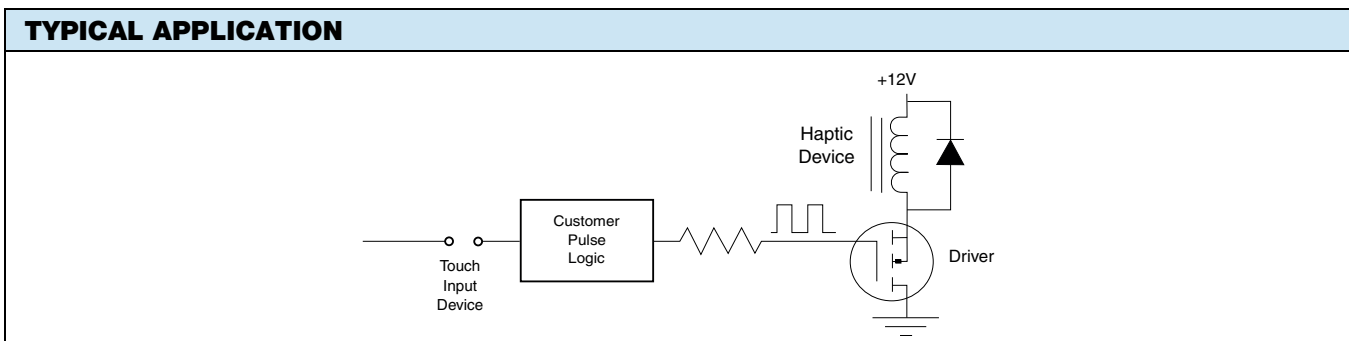 TYPICAL APPLICATION
+12V
Haptic
Device
Customer
Pulse
Logic
Touch
Input
Device
Driver